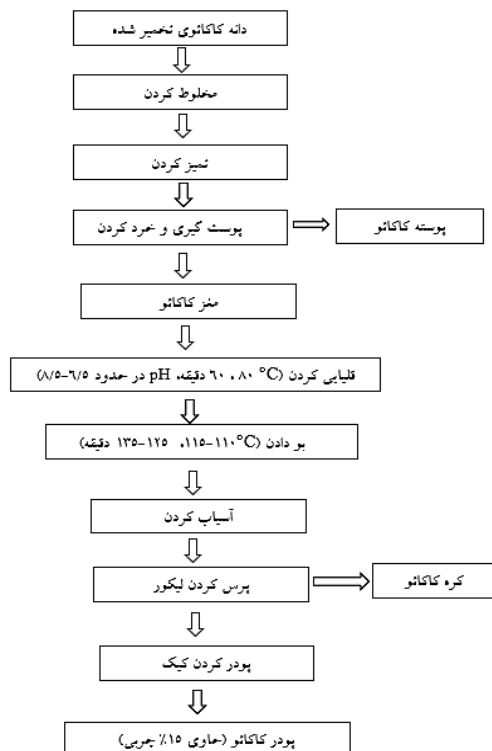 دانه کاکائوی تخمیر شده
مخلوط کردن
تمیز کردن
پوست گیری و خرد کردن
پوسته کاکائو
مغز کاکائو
قلیایی کردن (۸۰ °C ، ۶۰ دقیقه، pH در حدود ۶/۵-۸/۵)
بو دادن (۱۱۰-۱۱۵°C، ۱۲۵-۱۳۵ دقیقه)
آسیاب کردن
پرس کردن لیکور
کره کاکائو
پودر کردن کیک
پودر کاکائو (حاوی ۱۵٪ چربی)